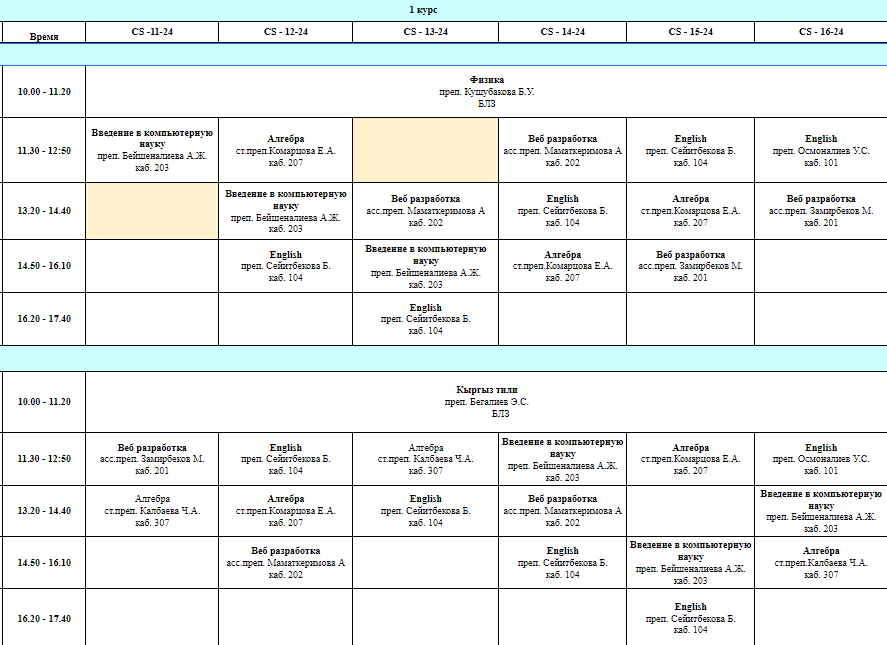 1 курс
Время
CS -11-24
CS - 12-24
CS - 13-24
CS - 14-24
CS - 15-24
CS - 16-24
10.00 - 11.20
Физика
преп. Кушубакова Б.У.
БЛЗ
11.30 - 12:50
Введение в компьютерную
науку
преп. Бейшеналиева А.Ж.
каб. 203
Алгебра
ст.преп.Комарцова Е.А.
каб. 207
Веб разработка
асс.преп. Маматкеримова А
каб. 202
English
преп. Сейитбекова Б.
каб. 104
English
преп. Осмоналиев У.С.
каб. 101
13.20 - 14.40
Введение в компьютерную
науку
преп. Бейшеналиева А.Ж.
каб. 203
Веб разработка
асс.преп. Маматкеримова А
каб. 202
English
преп. Сейитбекова Б.
каб. 104
Алгебра
ст.преп.Комарцова Е.А.
каб. 207
Веб разработка
асс.преп. Замирбеков М.
каб. 201
14.50 - 16.10
English
преп. Сейитбекова Б.
каб. 104
Введение в компьютерную
науку
преп. Бейшеналиева А.Ж.
каб. 203
Алгебра
ст.преп.Комарцова Е.А.
каб. 207
Веб разработка
асс.преп. Замирбеков М.
каб. 201
16.20 - 17.40
English
преп. Сейитбекова Б.
каб. 104
10.00 - 11.20
Кыргыз тили
преп. Бегалиев Э.С.
БЛЗ
11.30 - 12:50
Веб разработка
асс.преп. Замирбеков М.
каб. 201
English
преп. Сейитбекова Б.
каб. 104
Алгебра
ст.преп. Калбаева Ч.А.
каб. 307
Введение в компьютерную
науку
преп. Бейшеналиева А.Ж.
каб. 203
Алгебра
ст.преп.Комарцова Е.А.
каб. 207
English
преп. Осмоналиев У.С.
каб. 101
13.20 - 14.40
Алгебра
ст.преп. Калбаева Ч.А.
каб. 307
Алгебра
ст.преп.Комарцова Е.А.
каб. 207
English
преп. Сейитбекова Б.
каб. 104
Веб разработка
асс.преп. Маматкеримова А
каб. 202
Введение в компьютерную
науку
преп. Бейшеналиева А.Ж.
каб. 203
14.50 - 16.10
Веб разработка
асс.преп. Маматкеримова А
каб. 202
English
преп. Сейитбекова Б.
каб. 104
Введение в компьютерную
науку
преп. Бейшеналиева А.Ж.
каб. 203
Алгебра
ст.преп.Калбаева Ч.А.
каб. 307
16.20 - 17.40
English
преп. Сейитбекова Б.
каб. 104